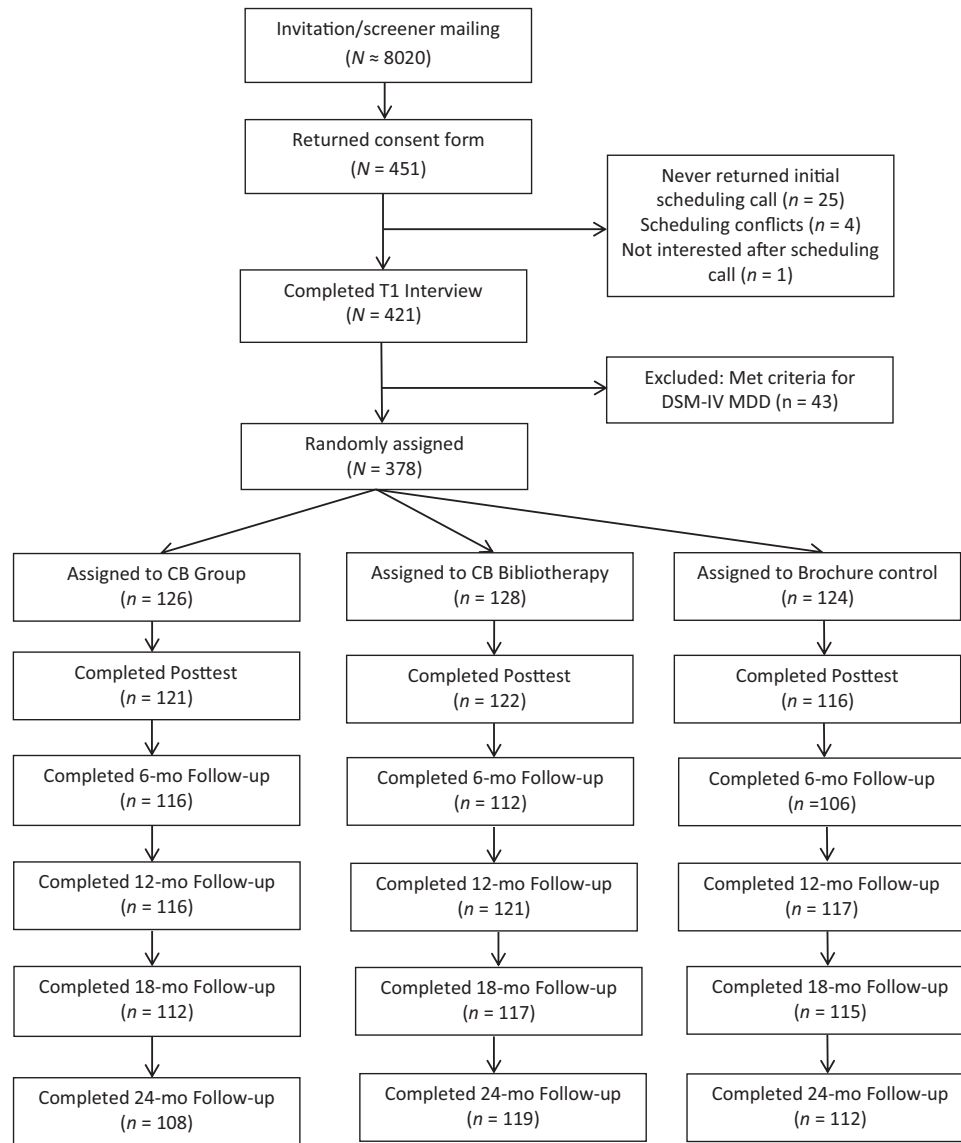 Invitation/screener mailing
(N ≈ 8020)
Returned consent form
(N = 451)
Never returned initial
scheduling call (n = 25)
Scheduling conflicts (n = 4)
Not interested after scheduling
call (n = 1)
Completed T1 Interview
(N = 421)
Excluded: Met criteria for
DSM-IV MDD (n = 43)
Randomly assigned
(N = 378)
Assigned to CB Group
(n = 126)
Assigned to CB Bibliotherapy
(n = 128)
Assigned to Brochure control
(n = 124)
Completed Posttest
(n = 121)
Completed Posttest
(n = 122)
Completed Posttest
(n = 116)
Completed 6-mo Follow-up
(n = 116)
Completed 6-mo Follow-up
(n = 112)
Completed 6-mo Follow-up
(n =106)
Completed 12-mo Follow-up
(n = 116)
Completed 12-mo Follow-up
(n = 121)
Completed 12-mo Follow-up
(n = 117)
Completed 18-mo Follow-up
(n = 112)
Completed 18-mo Follow-up
(n = 117)
Completed 18-mo Follow-up
(n = 115)
Completed 24-mo Follow-up
(n = 108)
Completed 24-mo Follow-up
(n = 119)
Completed 24-mo Follow-up
(n = 112)